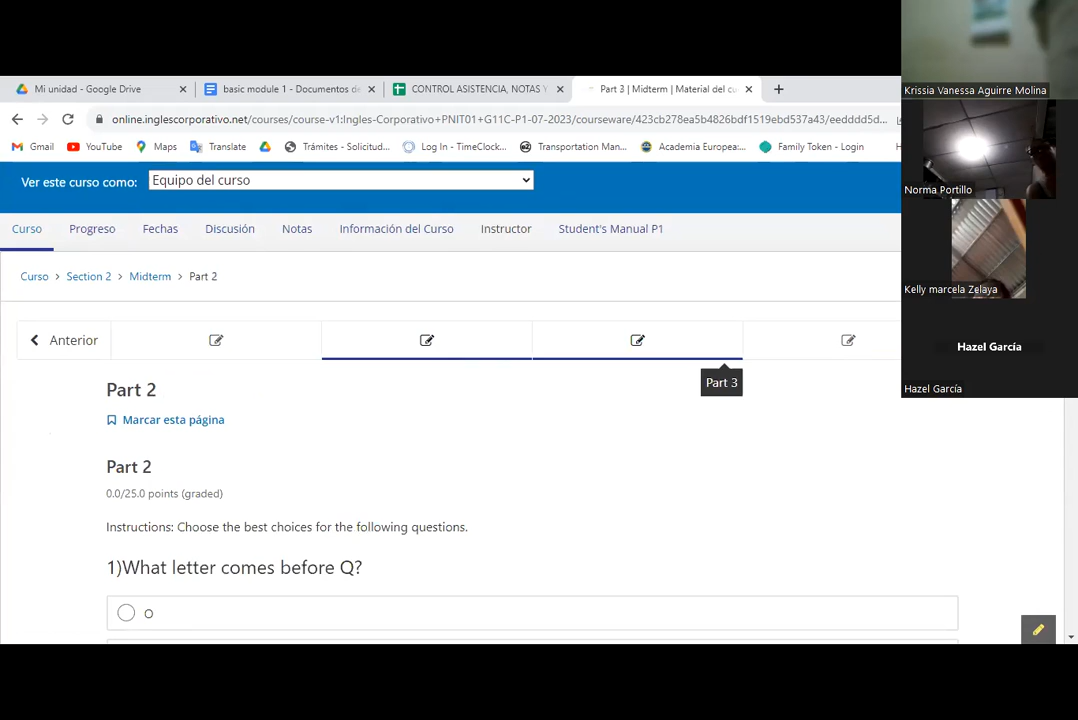 Mi unidad - Google Drive
basic module 1 - Documentos de
CONTROL ASISTENCIA, NOTAS Y
Part 3 | Midterm | Material del cu
online.inglescorporativo.net/courses/course-v1:Ingles-Corporativo+PNIT01+G11C-P1-07-2023/courseware/423cb278ea5b4826bdf1519ebd537a43/eedddd5d...
Gmail
YouTube
Maps
Translate
Trámites - Solicitud...
Log In - TimeClock...
Transportation Man...
Academia Europea:...
Family Token - Login
Ver este curso como:
Equipo del curso
Curso
Progreso
Fechas
Discusión
Notas
Información del Curso
Instructor
Student's Manual P1
Curso > Section 2 > Midterm > Part 2
Anterior
Part 3
Part 2
Marcar esta página
Part 2
0.0/25.0 points (graded)
Instructions: Choose the best choices for the following questions.
1)What letter comes before Q?
O
Krissia Vanessa Aguirre Molina
Norma Portillo
Kelly marcela Zelaya
Hazel García
Hazel García